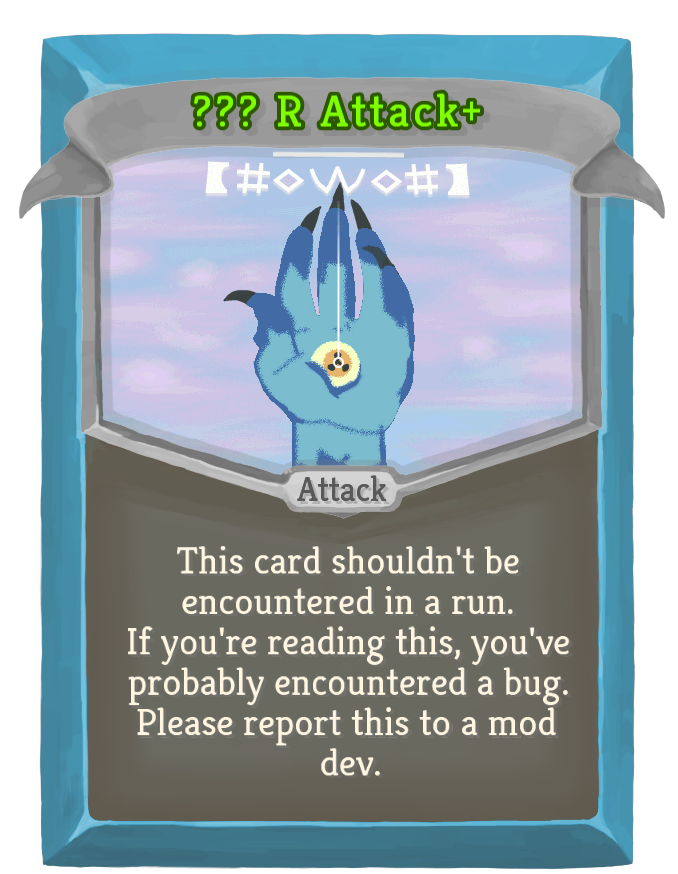 ??? R Attack+
[#◇W◇#]
Attack
This card shouldn't be
encountered in a run.
If you're reading this, you've
probably encountered a bug.
Please report this to a mod
dev.